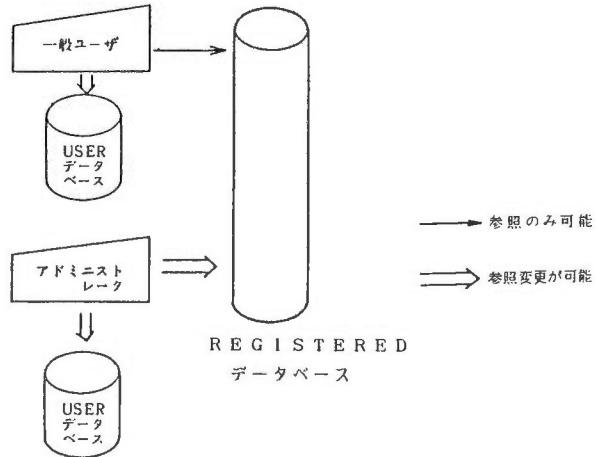 一般ユーザ
USER
データ
ベース
アドミニスト
レータ
USER
データ
ベース
REGISTERED
データベース
参照のみ可能
参照変更が可能